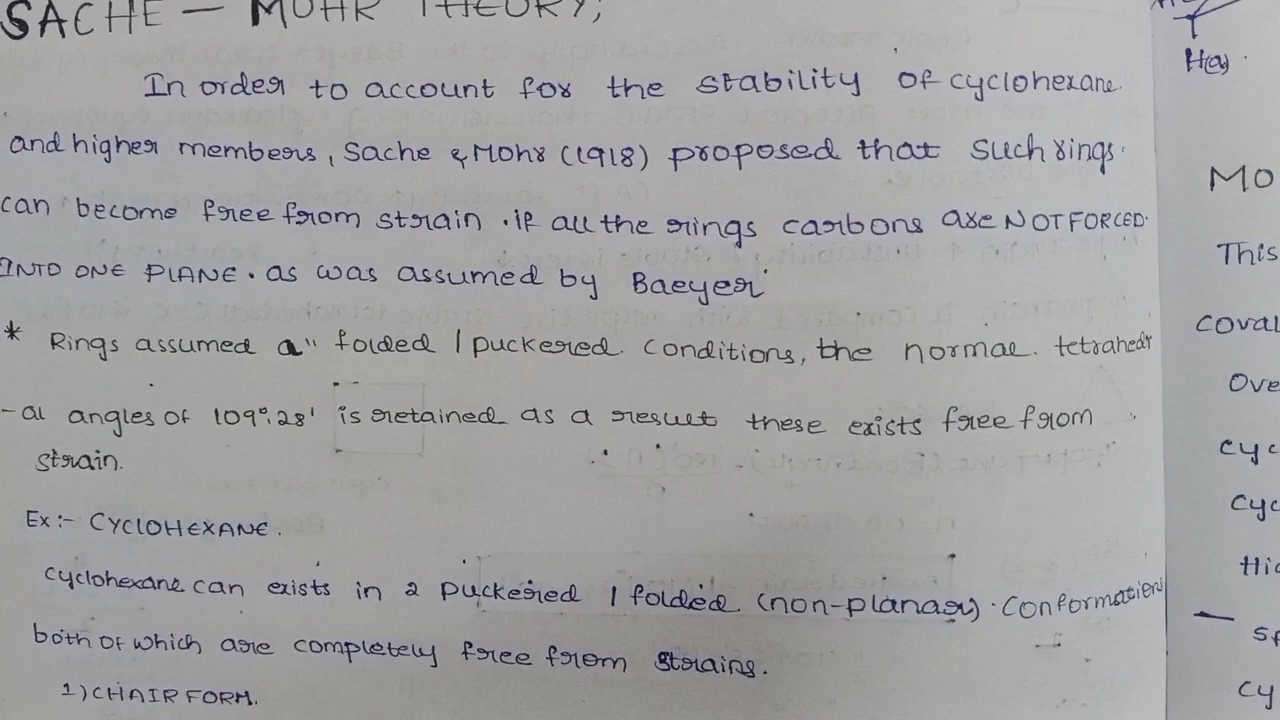 SACHE - MOHR THEORY;
In order to account for the stability of cyclohexane.
and higher members, Sache & Mohr (1918) proposed that such rings.
can become free from strain . if all the rings carbons are NOT FORCED.
INTO ONE PLANE. as was assumed by Baeyer
* Rings assumed a" folded / puckered. conditions, the normal. tetrahedr
-al angles of 109°.28' is retained as a result these exists free from
strain.
Ex:- CYCLOHEXANE.
cyclohexane can exists in 2 puckered / folded (non-planar). conformations
both of which are completely free from strains.
1) CHAIR FORM.
H(a)
MO
This
coval
Ove
cyc
cyc
Hig
cy